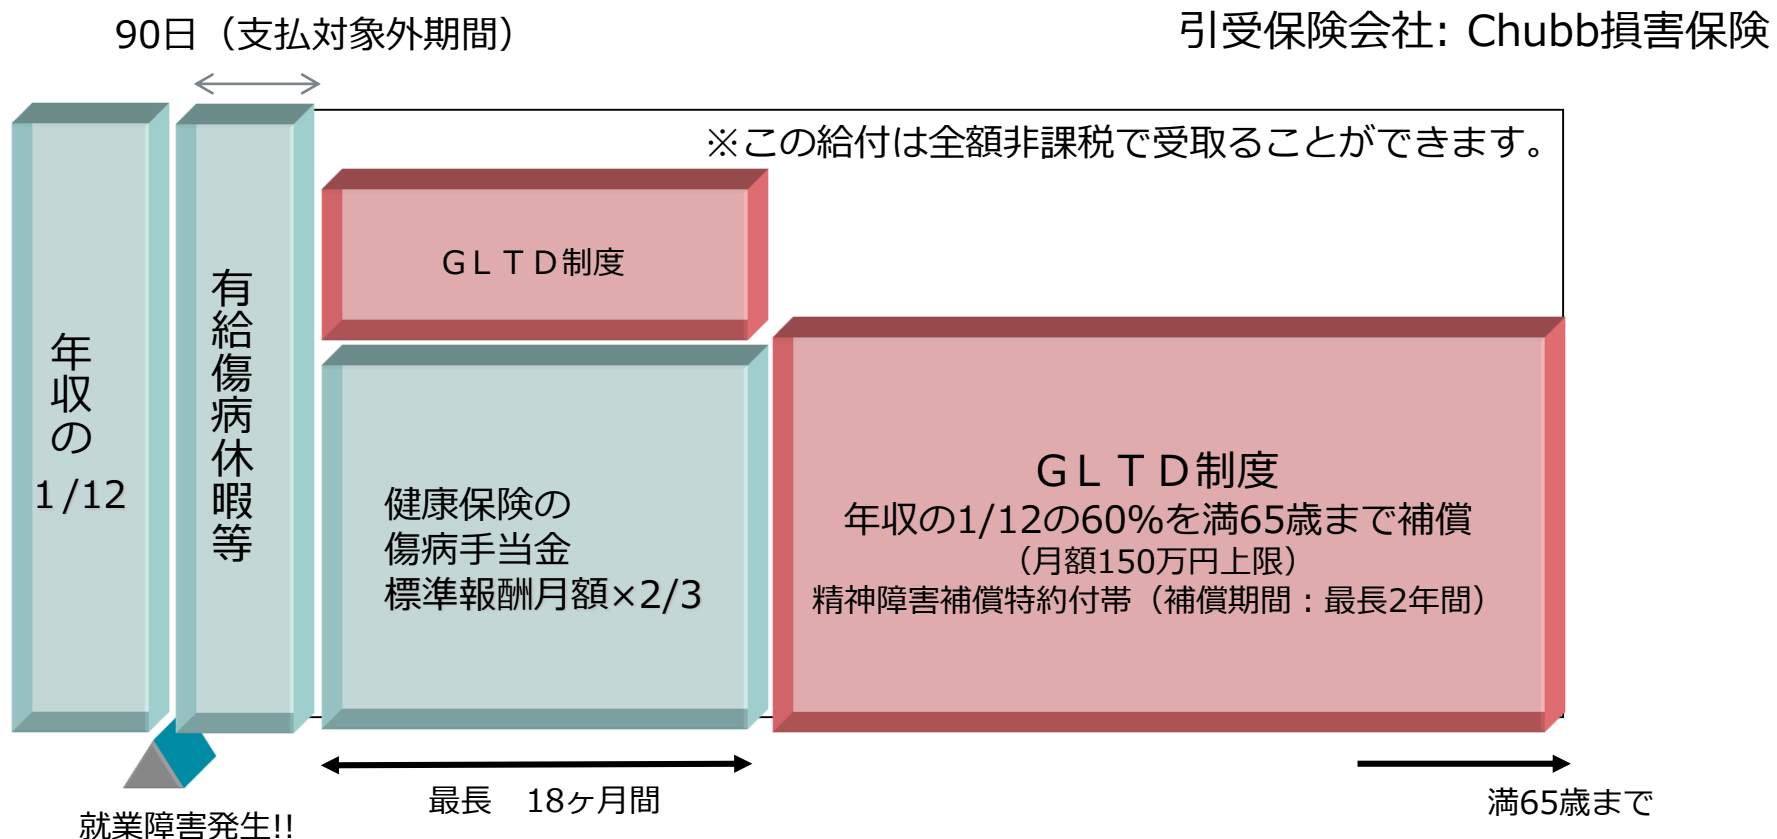 90日（支払対象外期間）
引受保険会社: Chubb損害保険
※この給付は全額非課税で受取ることができます。
年収の
１/12
有給傷病休暇等
ＧＬＴＤ制度
健康保険の
傷病手当金
標準報酬月額×2/3
ＧＬＴＤ制度
年収の1/12の60%を満65歳まで補償
（月額150万円上限）
精神障害補償特約付帯（補償期間：最長2年間）
就業障害発生!!
最長　18ヶ月間
満65歳まで